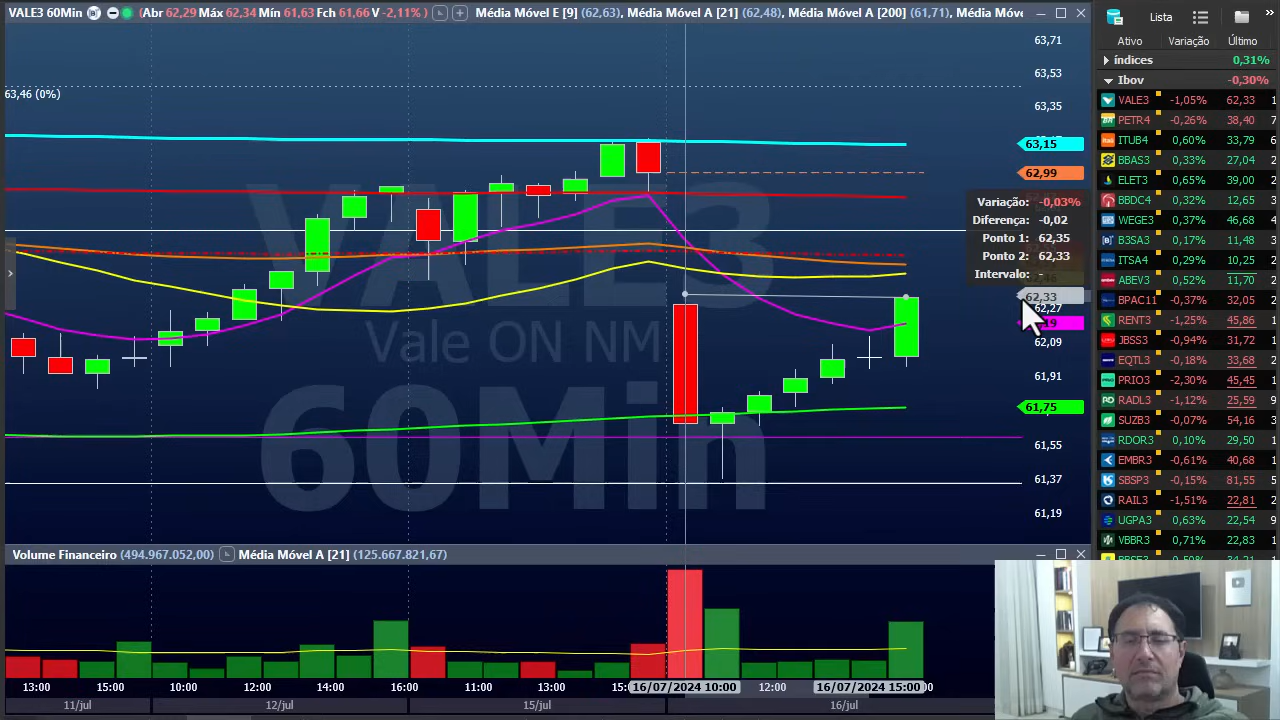 VALE3 60Min
(Abr 62,29 Máx 62,34 Mín 61,63 Fch 61,66 V -2,11%)
Média Móvel E [9] (62,63), Média Móvel A [21] (62,48), Média Móvel A [200] (61,71), Média Móve
63,71
63,53
63,46 (0%)
63,35
63,15
62,99
Variação: -0,03%
Diferença: -0,02
Ponto 1: 62,35
Ponto 2: 62,33
Intervalo: -
62,33
62,27
62,09
61,91
61,75
61,55
61,37
61,19
VALE3
Vale ON NM
60Min
Volume Financeiro (494.967.052,00) Média Móvel A [21] (125.667.821,67)
13:00 15:00 10:00 12:00 14:00 16:00 11:00 13:00 16/07/2024 10:00 12:00 16/07/2024 15:00
11/jul 12/jul 15/jul 16/jul
Lista
Ativo Variação Último
índices 0,31%
Ibov -0,30%
VALE3 -1,05% 62,33
PETR4 -0,26% 38,40
ITUB4 0,60% 33,79
BBAS3 0,33% 27,04
ELET3 0,65% 39,00
BBDC4 0,32% 12,65
WEGE3 0,37% 46,68
B3SA3 0,17% 11,48
ITSA4 0,29% 10,25
ABEV3 0,52% 11,70
BPAC11 -0,37% 32,05
RENT3 -1,25% 45,86
JBSS3 -0,94% 31,72
EQTL3 -0,18% 33,68
PRIO3 -2,30% 45,45
RADL3 -1,12% 25,59
SUZB3 -0,07% 54,16
RDOR3 0,10% 29,50
EMBR3 -0,61% 40,68
SBSP3 -0,15% 81,55
RAIL3 -1,51% 22,81
UGPA3 0,63% 22,54
VBBR3 0,71% 22,83